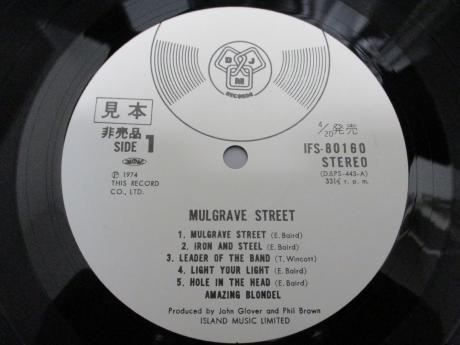 D J M
RECORDS
見本
非売品
SIDE 1
4/20発売
IFS-80160
STEREO
(DJLPS-443-A)
33⅓ r.p.m.
Ⓟ 1974
THIS RECORD
CO., LTD.
MULGRAVE STREET
1. MULGRAVE STREET (E. Baird)
2. IRON AND STEEL (E. Baird)
3. LEADER OF THE BAND (T. Wincott)
4. LIGHT YOUR LIGHT (E. Baird)
5. HOLE IN THE HEAD (E. Baird)
AMAZING BLONDEL
Produced by John Glover and Phil Brown
ISLAND MUSIC LIMITED